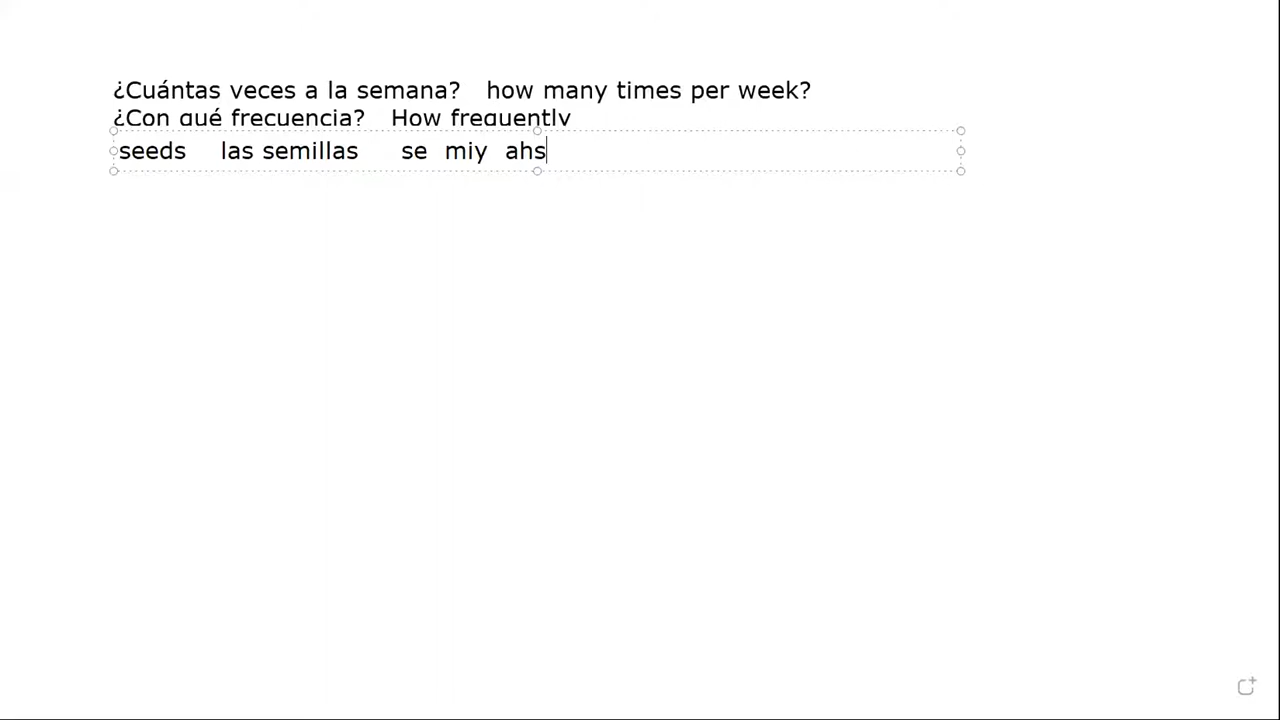 ¿Cuántas veces a la semana? how many times per week?
¿Con qué frecuencia? How frequently
seeds las semillas se miy ahs